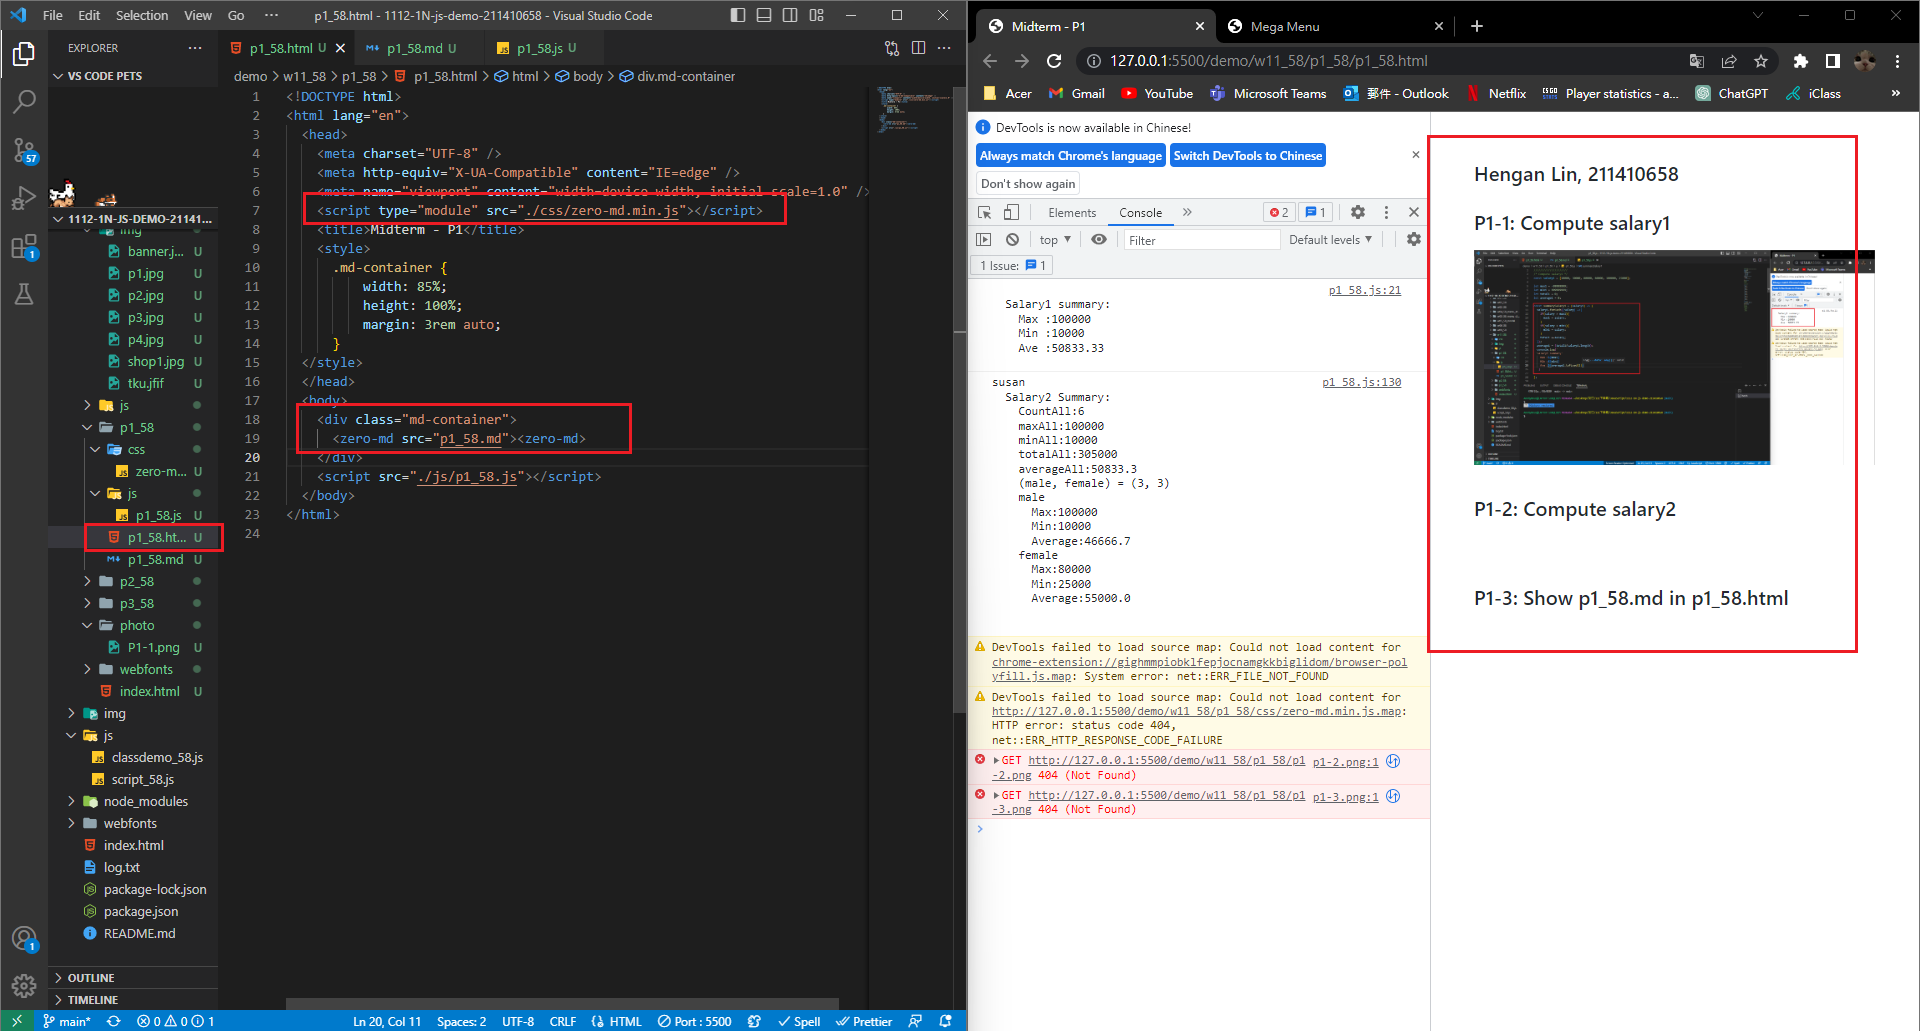 File Edit Selection View Go ··· p1_58.html - 1112-1N-js-demo-211410658 - Visual Studio Code
EXPLORER ···
VS CODE PETS
57
1
1
1112-1N-JS-DEMO-21141...
img
banner.j... U
p1.jpg U
p2.jpg U
p3.jpg U
p4.jpg U
shop1.jpg U
tku.jfif U
js
p1_58
css
zero-m... U
js
p1_58.js U
p1_58.ht... U
p1_58.md U
p2_58
p3_58
photo
P1-1.png U
webfonts
index.html U
img
js
classdemo_58.js
script_58.js
node_modules
webfonts
index.html
log.txt
package-lock.json
package.json
README.md
OUTLINE
TIMELINE
p1_58.html U p1_58.md U p1_58.js U
demo > w11_58 > p1_58 > p1_58.html > html > body > div.md-container
1 <!DOCTYPE html>
2 <html lang="en">
3 <head>
4 <meta charset="UTF-8" />
5 <meta http-equiv="X-UA-Compatible" content="IE=edge" />
6 <meta name="viewport" content="width=device-width, initial-scale=1.0" />
7 <script type="module" src="./css/zero-md.min.js"></script>
8 <title>Midterm - P1</title>
9 <style>
10 .md-container {
11 width: 85%;
12 height: 100%;
13 margin: 3rem auto;
14 }
15 </style>
16 </head>
17 <body>
18 <div class="md-container">
19 <zero-md src="p1_58.md"><zero-md>
20 </div>
21 <script src="./js/p1_58.js"></script>
22 </body>
23 </html>
24
main* 0 0 1 Ln 20, Col 11 Spaces: 2 UTF-8 CRLF HTML Port : 5500 Spell Prettier
Midterm - P1 Mega Menu
127.0.0.1:5500/demo/w11_58/p1_58/p1_58.html
Acer Gmail YouTube Microsoft Teams 郵件 - Outlook Netflix Player statistics - a... ChatGPT iClass »
DevTools is now available in Chinese!
Always match Chrome's language Switch DevTools to Chinese
Don't show again
Elements Console » 2 1
top Filter Default levels
1 Issue: 1
p1_58.js:21
Salary1 summary:
Max :100000
Min :10000
Ave :50833.33
susan p1_58.js:130
Salary2 Summary:
CountAll:6
maxAll:100000
minAll:10000
totalAll:305000
averageAll:50833.3
(male, female) = (3, 3)
male
Max:100000
Min:10000
Average:46666.7
female
Max:80000
Min:25000
Average:55000.0
DevTools failed to load source map: Could not load content for
chrome-extension://gighmmpiobklfepjocnamgkkbiglidom/browser-pol
yfill.js.map: System error: net::ERR_FILE_NOT_FOUND
DevTools failed to load source map: Could not load content for
http://127.0.0.1:5500/demo/w11_58/p1_58/css/zero-md.min.js.map:
HTTP error: status code 404,
net::ERR_HTTP_RESPONSE_CODE_FAILURE
GET http://127.0.0.1:5500/demo/w11_58/p1_58/p1 p1-2.png:1
-2.png 404 (Not Found)
GET http://127.0.0.1:5500/demo/w11_58/p1_58/p1 p1-3.png:1
-3.png 404 (Not Found)
Hengan Lin, 211410658
P1-1: Compute salary1
P1-2: Compute salary2
P1-3: Show p1_58.md in p1_58.html